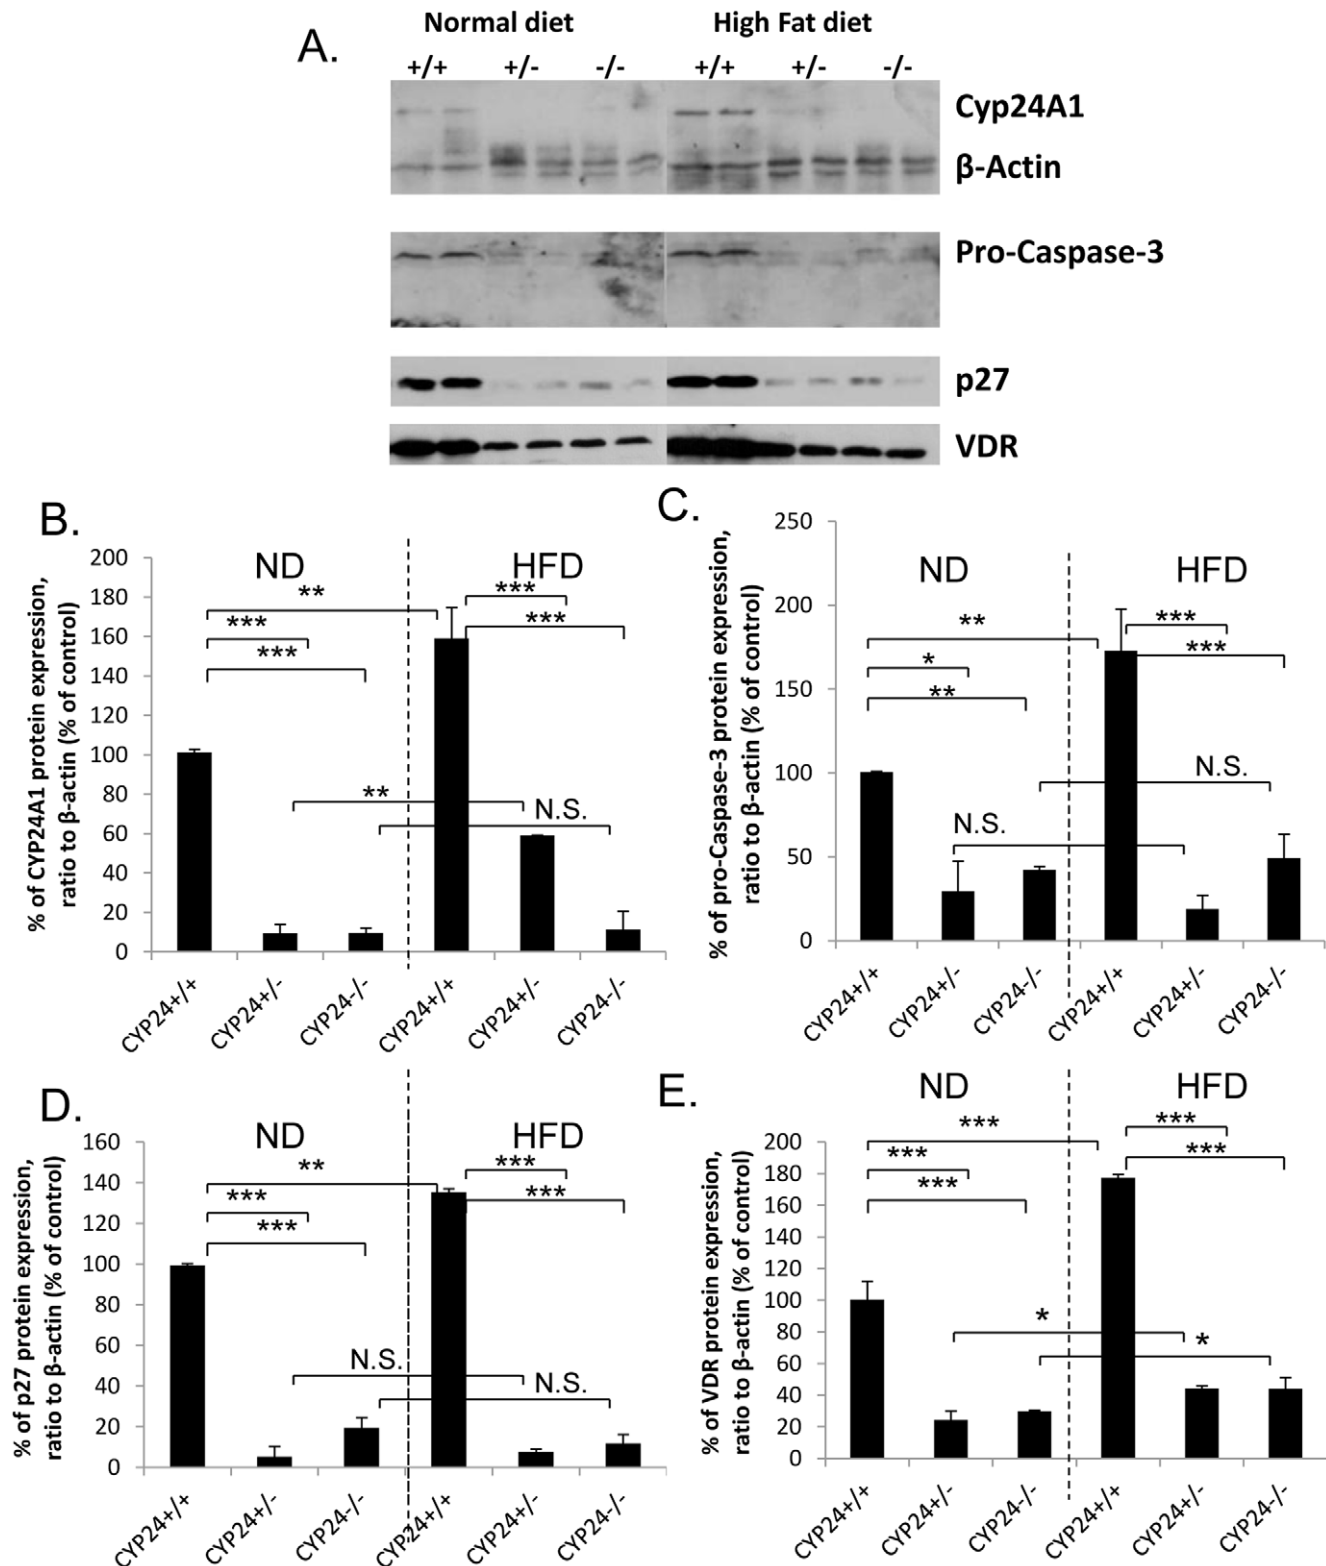 Normal diet High Fat diet
A.
+/+ +/- -/- +/+ +/- -/-
Cyp24A1
β-Actin
Pro-Caspase-3
p27
VDR
B.
% of CYP24A1 protein expression,
ratio to β-actin (% of control)
200
180
160
140
120
100
80
60
40
20
0
ND HFD
** ***
*** ***
***
**
N.S.
CYP24+/+ CYP24+/- CYP24-/- CYP24+/+ CYP24+/- CYP24-/-
C.
% of pro-Caspase-3 protein expression,
ratio to β-actin (% of control)
250
200
150
100
50
0
ND HFD
** ***
* ***
**
N.S.
N.S.
CYP24+/+ CYP24+/- CYP24-/- CYP24+/+ CYP24+/- CYP24-/-
D.
% of p27 protein expression,
ratio to β-actin (% of control)
160
140
120
100
80
60
40
20
0
ND HFD
** ***
*** ***
***
N.S.
N.S.
CYP24+/+ CYP24+/- CYP24-/- CYP24+/+ CYP24+/- CYP24-/-
E.
% of VDR protein expression,
ratio to β-actin (% of control)
200
180
160
140
120
100
80
60
40
20
0
ND HFD
*** ***
*** ***
***
*
*
CYP24+/+ CYP24+/- CYP24-/- CYP24+/+ CYP24+/- CYP24-/-